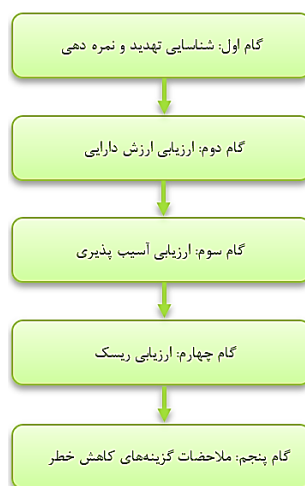 گام اول: شناسایی تهدید و نمره دهی
گام دوم: ارزیابی ارزش دارایی
گام سوم: ارزیابی آسیب پذیری
گام چهارم: ارزیابی ریسک
گام پنجم: ملاحضات گزینه‌های کاهش خطر